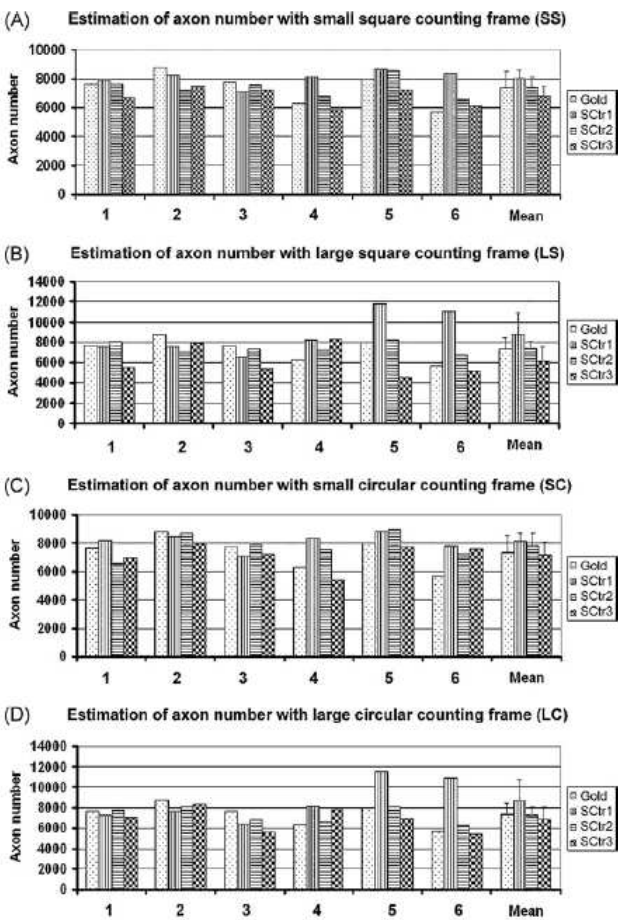 (A) Estimation of axon number with small square counting frame (SS)
10000
8000
6000
4000
2000
0
Axon number
1 2 3 4 5 6 Mean
Gold
SCtr1
SCtr2
SCtr3
(B) Estimation of axon number with large square counting frame (LS)
14000
12000
10000
8000
6000
4000
2000
0
Axon number
1 2 3 4 5 6 Mean
Gold
SCtr1
SCtr2
SCtr3
(C) Estimation of axon number with small circular counting frame (SC)
10000
8000
6000
4000
2000
0
Axon number
1 2 3 4 5 6 Mean
Gold
SCtr1
SCtr2
SCtr3
(D) Estimation of axon number with large circular counting frame (LC)
14000
12000
10000
8000
6000
4000
2000
0
Axon number
1 2 3 4 5 6 Mean
Gold
SCtr1
SCtr2
SCtr3